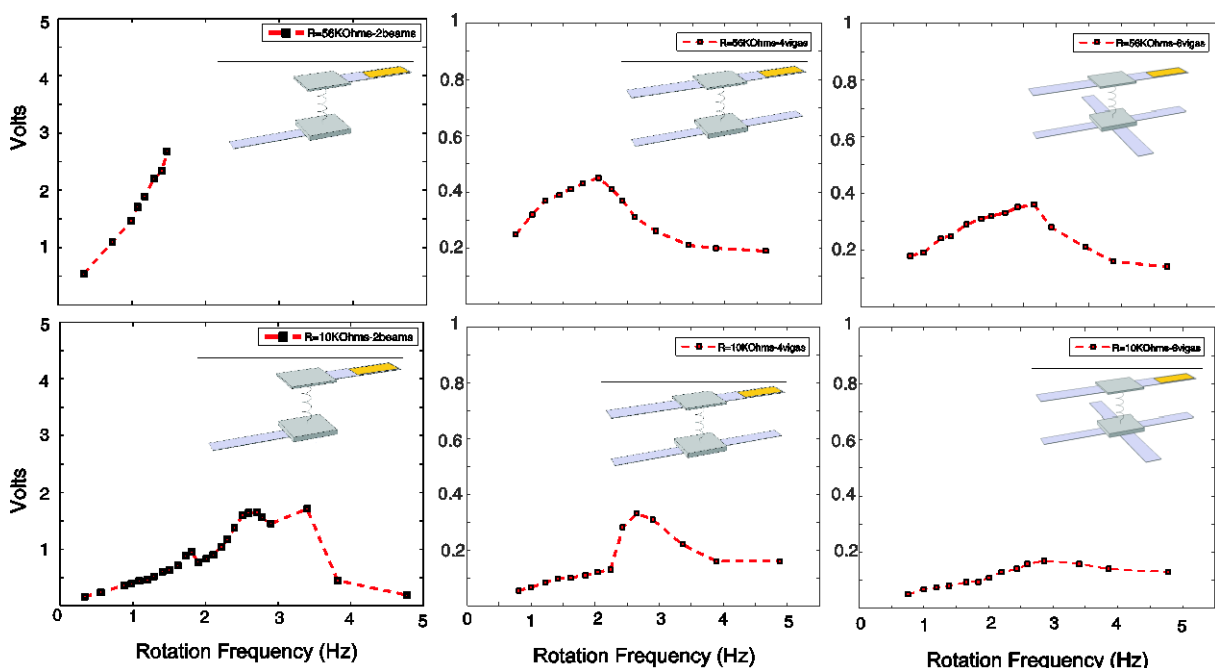 5
4
3
2
1
Volts
R=56KOhms-2beams
1
0.8
0.6
0.4
0.2
R=56KOhms-4vigas
1
0.8
0.6
0.4
0.2
R=56KOhms-6vigas
5
4
3
2
1
0
Volts
R=10KOhms-2beams
0 1 2 3 4 5
Rotation Frequency (Hz)
1
0.8
0.6
0.4
0.2
R=10KOhms-4vigas
0 1 2 3 4 5
Rotation Frequency (Hz)
1
0.8
0.6
0.4
0.2
R=10KOhms-6vigas
0 1 2 3 4 5
Rotation Frequency (Hz)